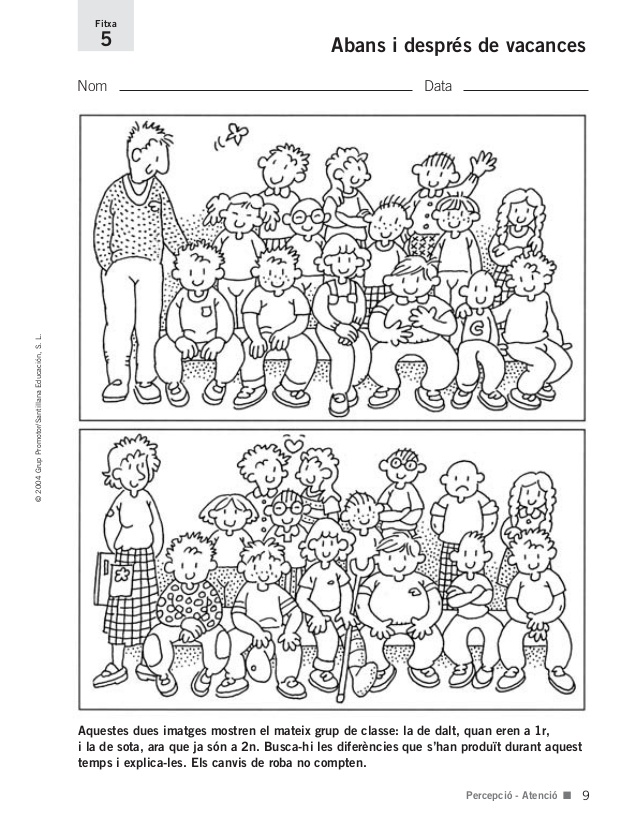 Fitxa
5
Abans i després de vacances
Nom
Data
© 2004 Grup Promotor/Santillana Educación, S. L.
C
Aquestes dues imatges mostren el mateix grup de classe: la de dalt, quan eren a 1r,
i la de sota, ara que ja són a 2n. Busca-hi les diferències que s'han produït durant aquest
temps i explica-les. Els canvis de roba no compten.
Percepció - Atenció ■ 9